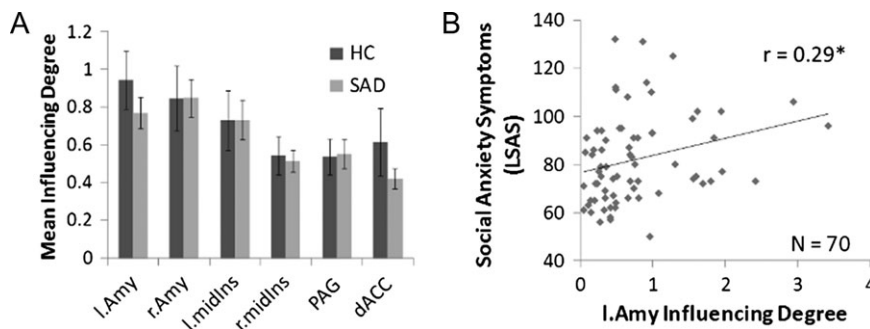 A
Mean Influencing Degree
1.2
1
0.8
0.6
0.4
0.2
0
HC
SAD
l.Amy
r.Amy
l.midIns
r.midIns
PAG
dACC
B
Social Anxiety Symptoms
(LSAS)
140
120
100
80
60
40
r = 0.29*
N = 70
0
1
2
3
4
l.Amy Influencing Degree